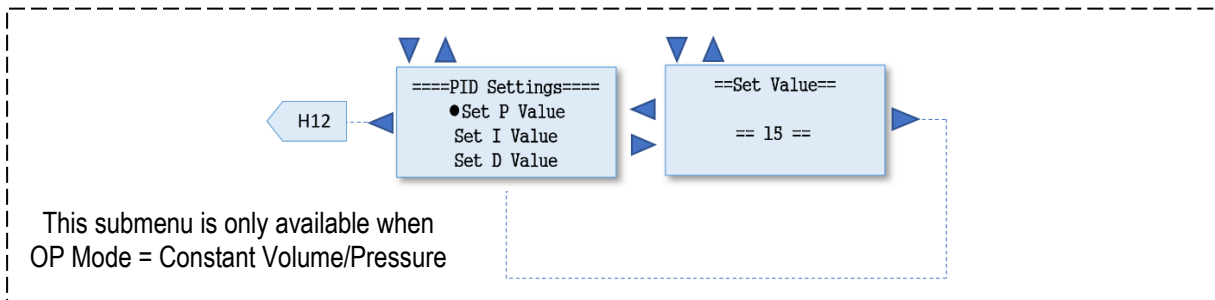 ====PID Settings====
●Set P Value
Set I Value
Set D Value
==Set Value==
== 15 ==
H12
This submenu is only available when
OP Mode = Constant Volume/Pressure